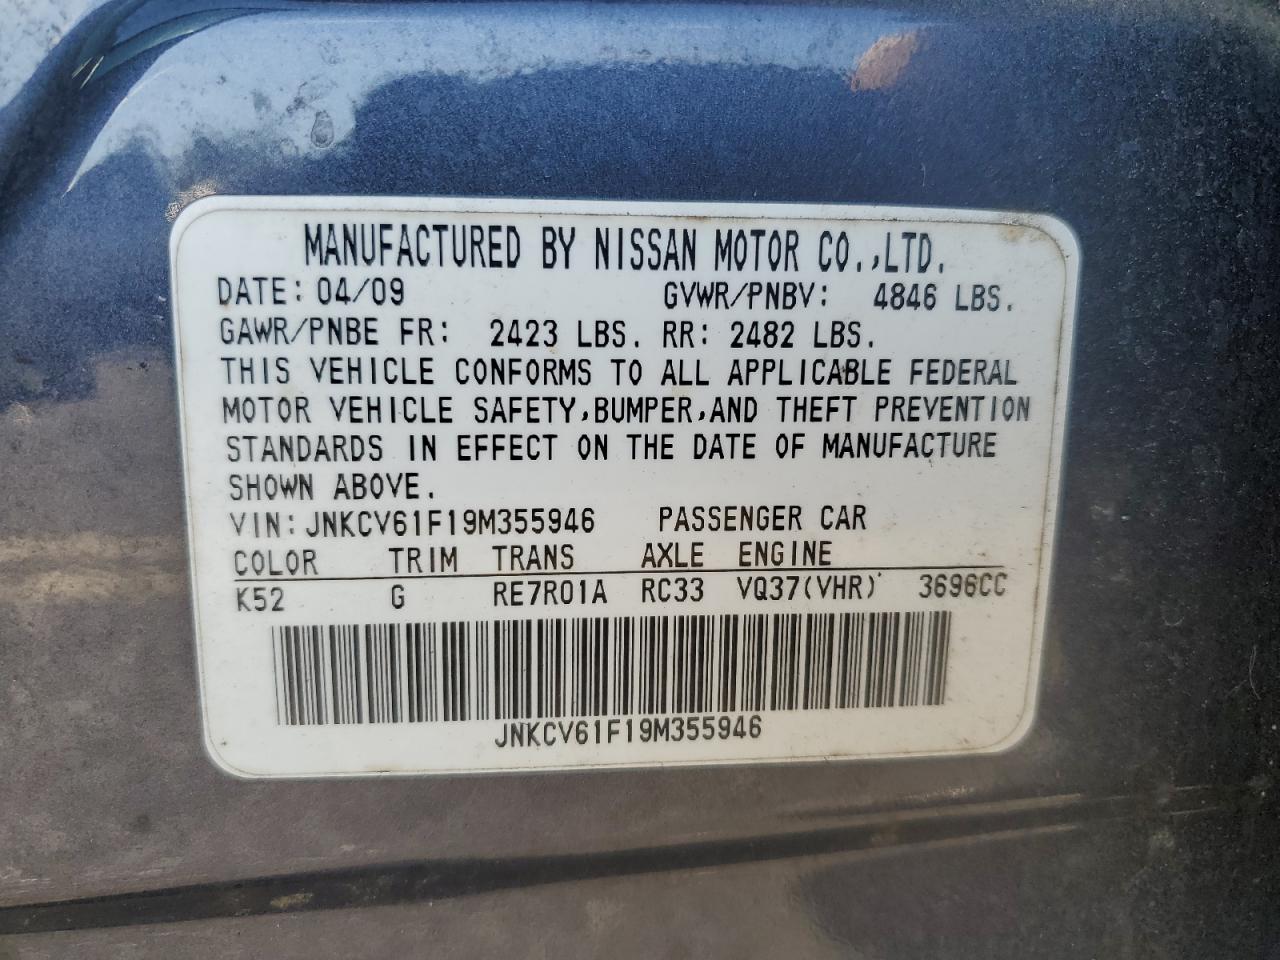 MANUFACTURED BY NISSAN MOTOR CO.,LTD.
DATE: 04/09 GVWR/PNBV: 4846 LBS.
GAWR/PNBE FR: 2423 LBS. RR: 2482 LBS.
THIS VEHICLE CONFORMS TO ALL APPLICABLE FEDERAL
MOTOR VEHICLE SAFETY,BUMPER,AND THEFT PREVENTION
STANDARDS IN EFFECT ON THE DATE OF MANUFACTURE
SHOWN ABOVE.
VIN:JNKCV61F19M355946 PASSENGER CAR
COLOR TRIM TRANS AXLE ENGINE
K52 G RE7R01A RC33 VQ37(VHR) 3696CC
JNKCV61F19M355946